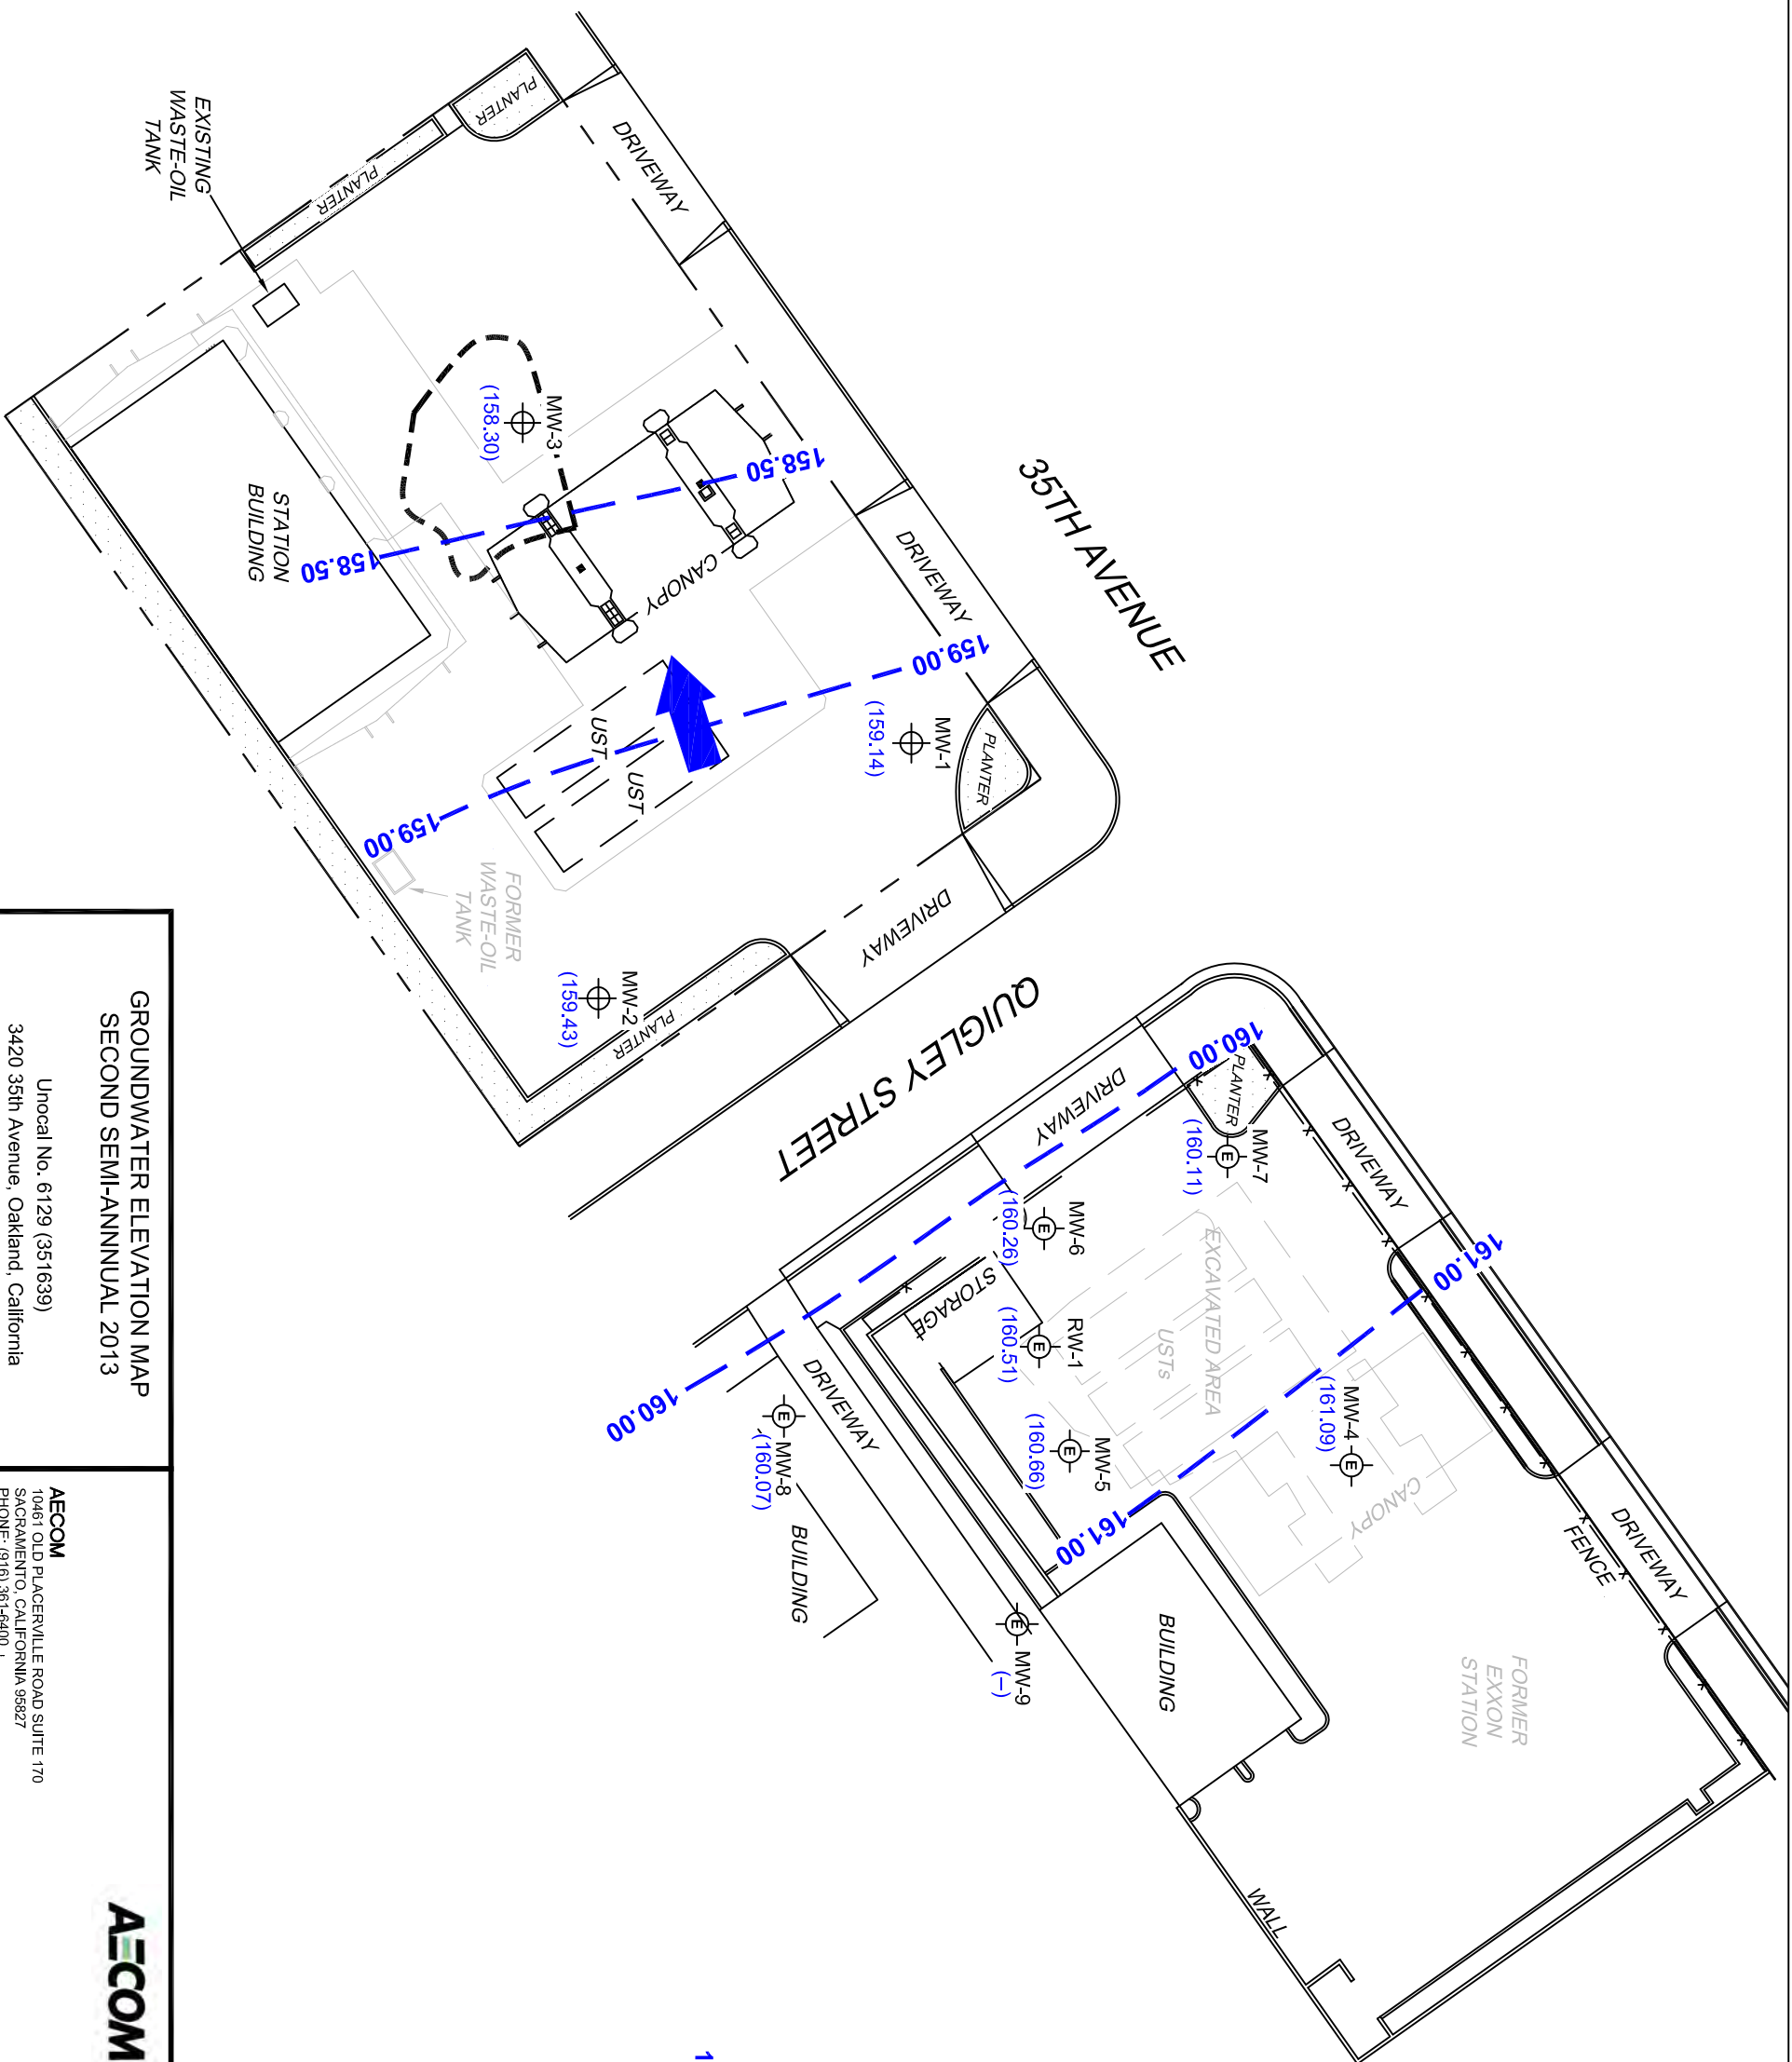 35TH AVENUE
QUIGLEY STREET
DRIVEWAY
PLANTER
PLANTER
EXISTING
WASTE-OIL
TANK
MW-3
(158.30)
158.50
158.50
STATION
BUILDING
CANOPY
DRIVEWAY
159.00
159.00
MW-1
(159.14)
PLANTER
UST
UST
FORMER
WASTE-OIL
TANK
DRIVEWAY
MW-2
(159.43)
PLANTER
160.00
PLANTER
DRIVEWAY
MW-7
(160.11)
DRIVEWAY
MW-6
(160.26)
EXCAVATED AREA
USTs
STORAGE
RW-1
(160.51)
161.00
MW-4
(161.09)
MW-5
(160.66)
161.00
CANOPY
DRIVEWAY
FENCE
160.00
DRIVEWAY
MW-8
(160.07)
BUILDING
MW-9
(–)
BUILDING
FORMER
EXXON
STATION
WALL
1
GROUNDWATER ELEVATION MAP
SECOND SEMI-ANNNUAL 2013
Unocal No. 6129 (351639)
3420 35th Avenue, Oakland, California
AECOM
10461 OLD PLACERVILLE ROAD SUITE 170
SACRAMENTO, CALIFORNIA 95827
PHONE: (916) 361-6400
AECOM